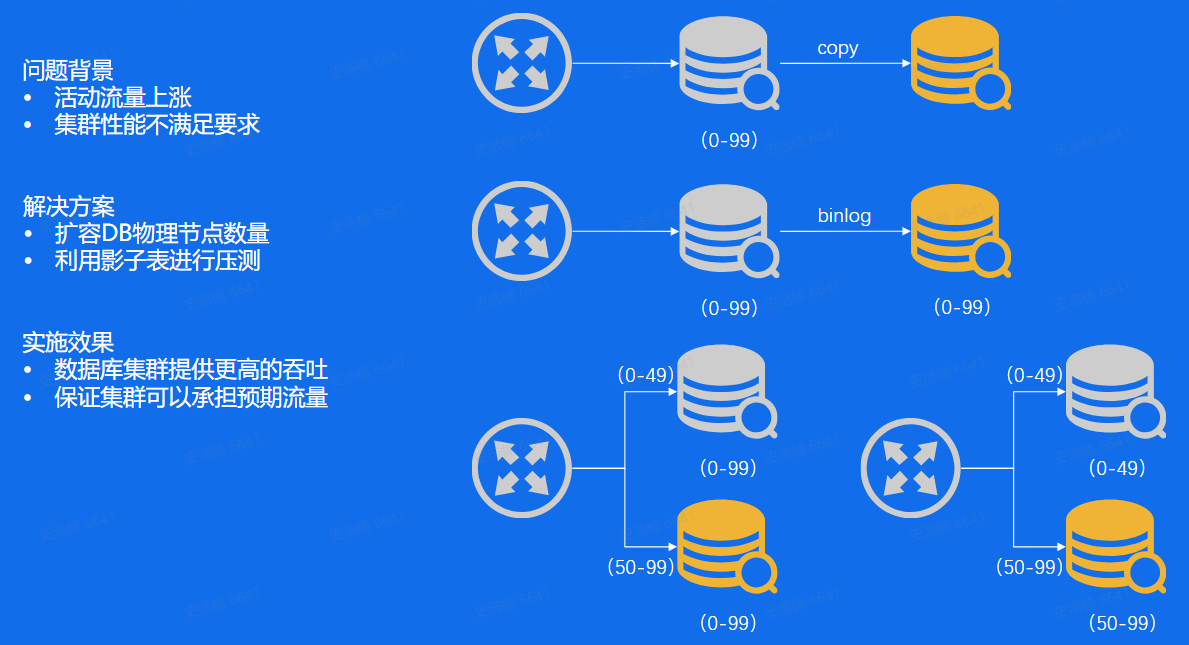 问题背景
• 活动流量上涨
• 集群性能不满足要求
解决方案
• 扩容DB物理节点数量
• 利用影子表进行压测
实施效果
• 数据库集群提供更高的吞吐
• 保证集群可以承担预期流量
copy
(0-99)
binlog
(0-99)
(0-99)
(0-49)
(0-99)
(50-99)
(0-99)
(0-49)
(0-49)
(50-99)
(50-99)